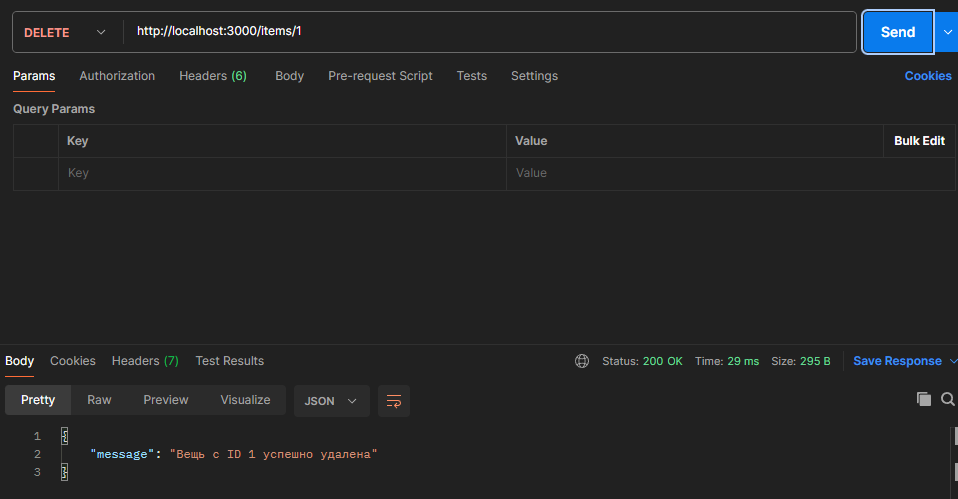 DELETE http://localhost:3000/items/1 Send
Params Authorization Headers (6) Body Pre-request Script Tests Settings Cookies
Query Params
Key Value Bulk Edit
Key Value
Body Cookies Headers (7) Test Results Status: 200 OK Time: 29 ms Size: 295 B Save Response
Pretty Raw Preview Visualize JSON
1 {
2 "message": "Вещь с ID 1 успешно удалена"
3 }